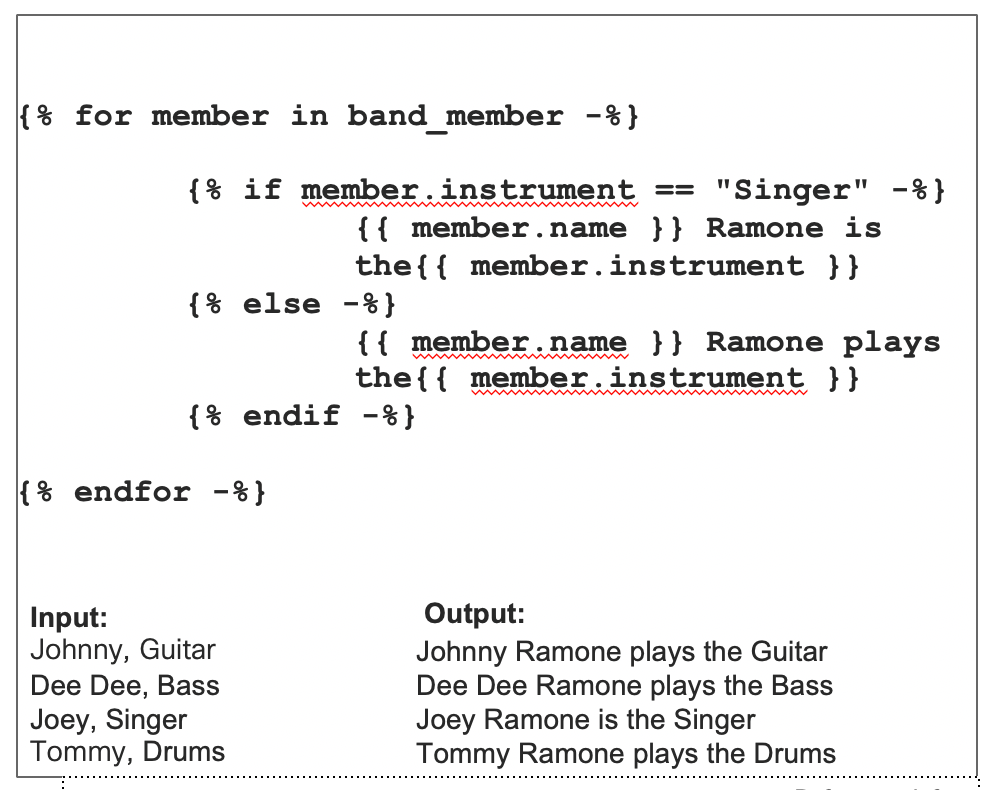 {% for member in band_member -%}
{% if member.instrument == "Singer" -%}
{{ member.name }} Ramone is
the{{ member.instrument }}
{% else -%}
{{ member.name }} Ramone plays
the{{ member.instrument }}
{% endif -%}
{% endfor -%}
Input:
Johnny, Guitar
Dee Dee, Bass
Joey, Singer
Tommy, Drums
Output:
Johnny Ramone plays the Guitar
Dee Dee Ramone plays the Bass
Joey Ramone is the Singer
Tommy Ramone plays the Drums